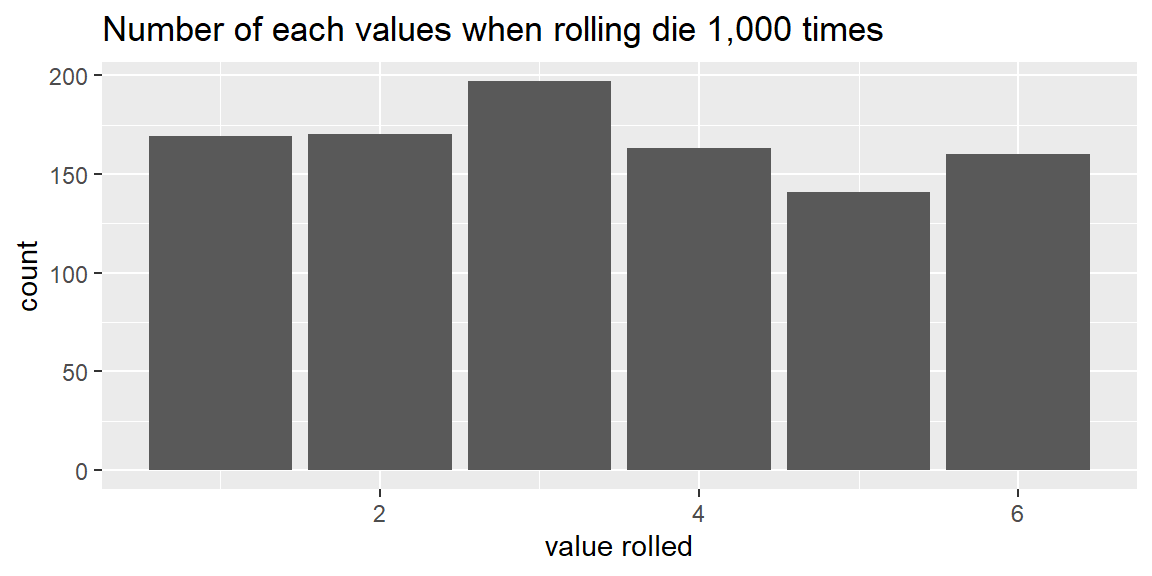 Number of each values when rolling die 1,000 times
200
150
100
50
0
count
2 4 6
value rolled